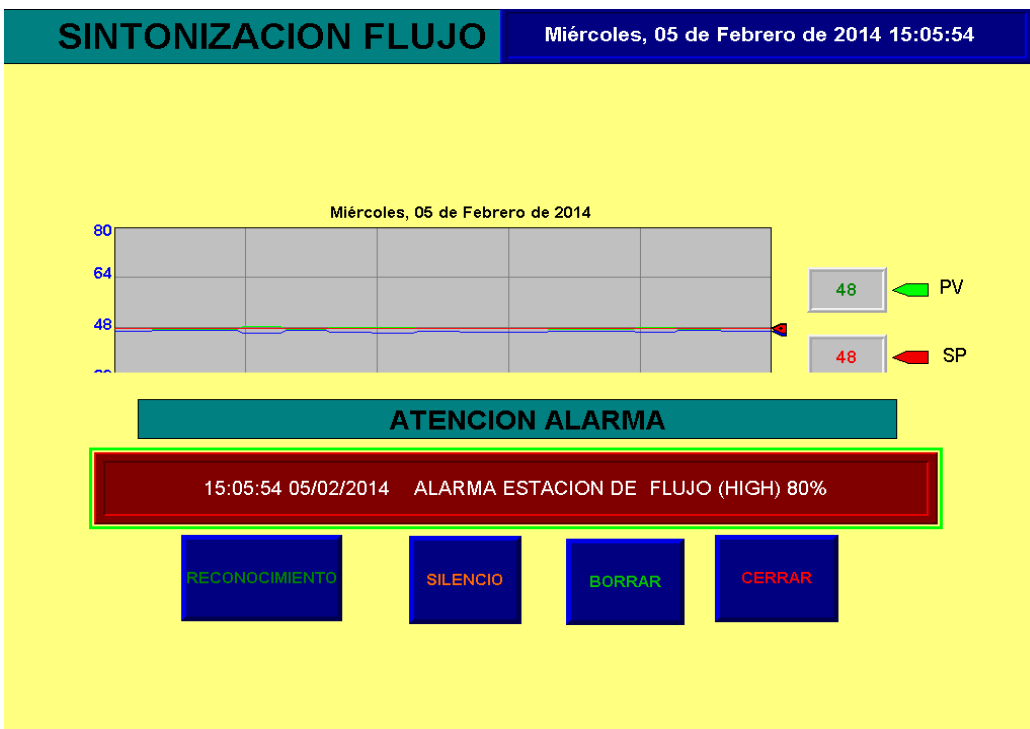 SINTONIZACION FLUJO
Miércoles, 05 de Febrero de 2014 15:05:54
Miércoles, 05 de Febrero de 2014
80
64
48
48
PV
48
SP
ATENCION ALARMA
15:05:54 05/02/2014 ALARMA ESTACION DE FLUJO (HIGH) 80%
RECONOCIMIENTO
SILENCIO
BORRAR
CERRAR